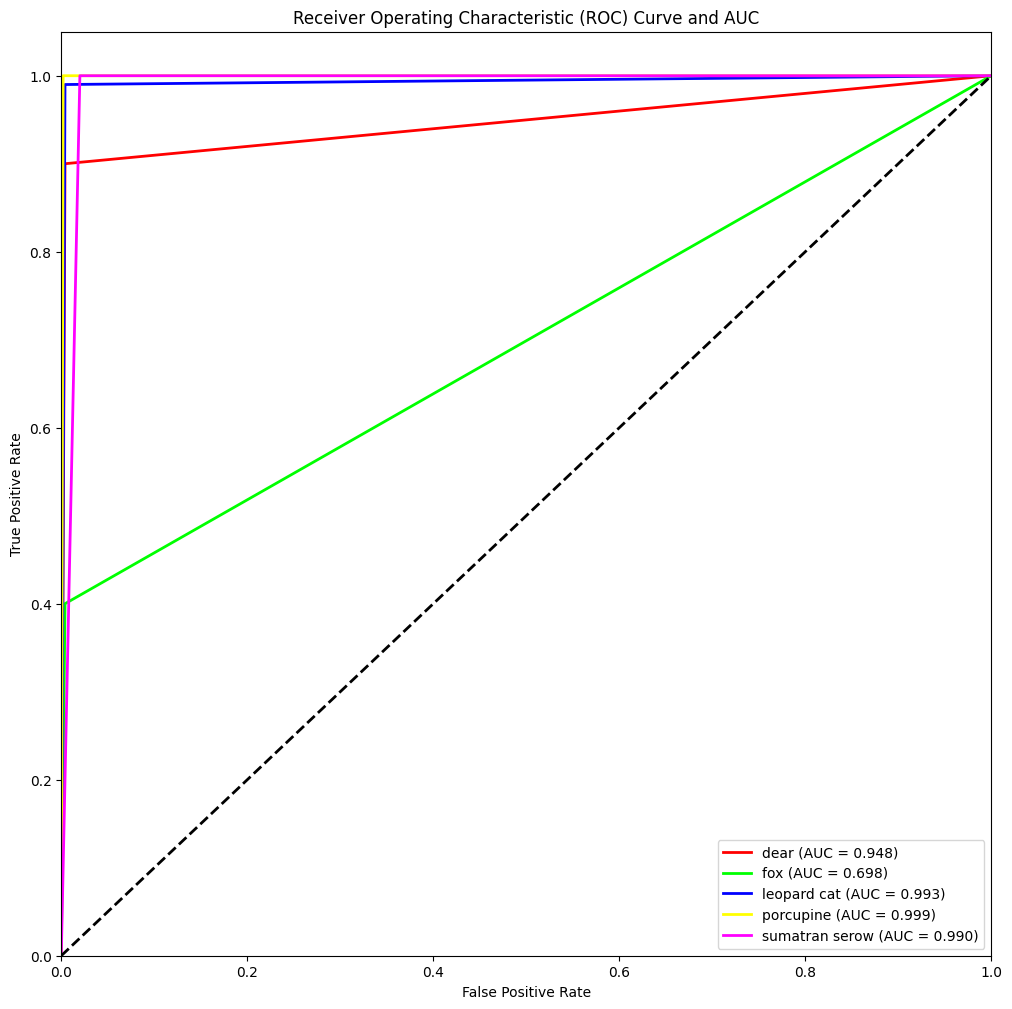 Receiver Operating Characteristic (ROC) Curve and AUC
1.0
0.8
0.6
0.4
0.2
0.0
True Positive Rate
dear (AUC = 0.948)
fox (AUC = 0.698)
leopard cat (AUC = 0.993)
porcupine (AUC = 0.999)
sumatran serow (AUC = 0.990)
0.0 0.2 0.4 0.6 0.8 1.0
False Positive Rate